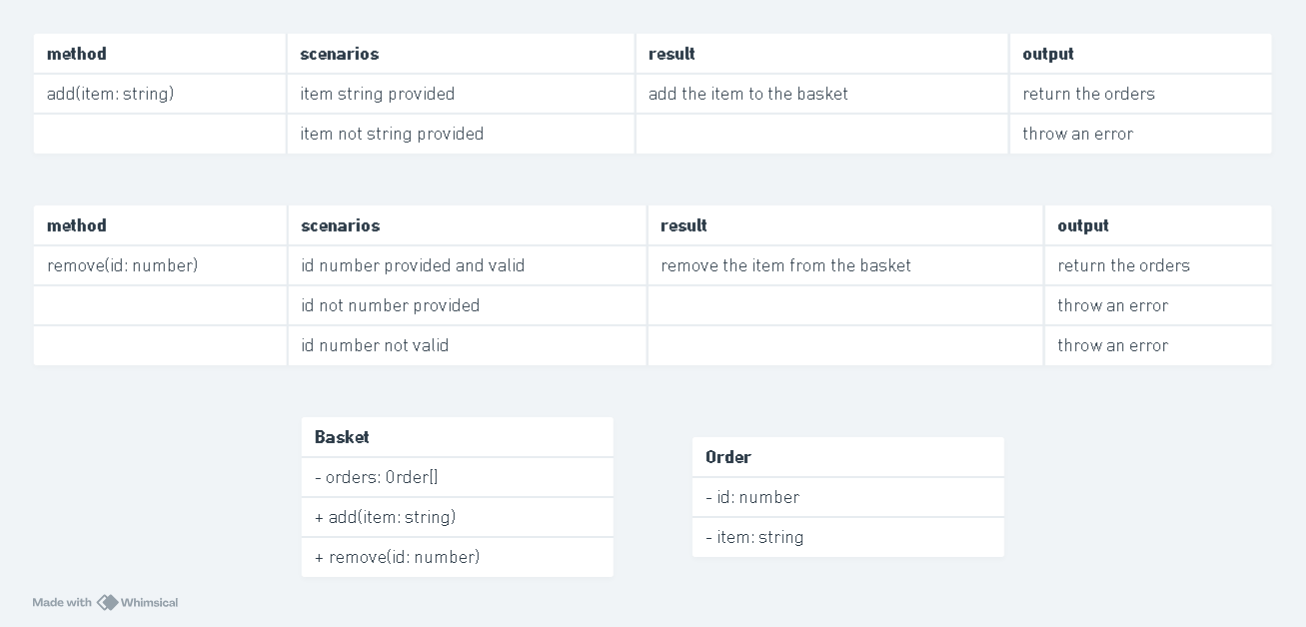 method scenarios result output
add(item: string) item string provided add the item to the basket return the orders
item not string provided throw an error
method scenarios result output
remove(id: number) id number provided and valid remove the item from the basket return the orders
id not number provided throw an error
id number not valid throw an error
Basket
- orders: Order[]
+ add(item: string)
+ remove(id: number)
Order
- id: number
- item: string
Made with Whimsical